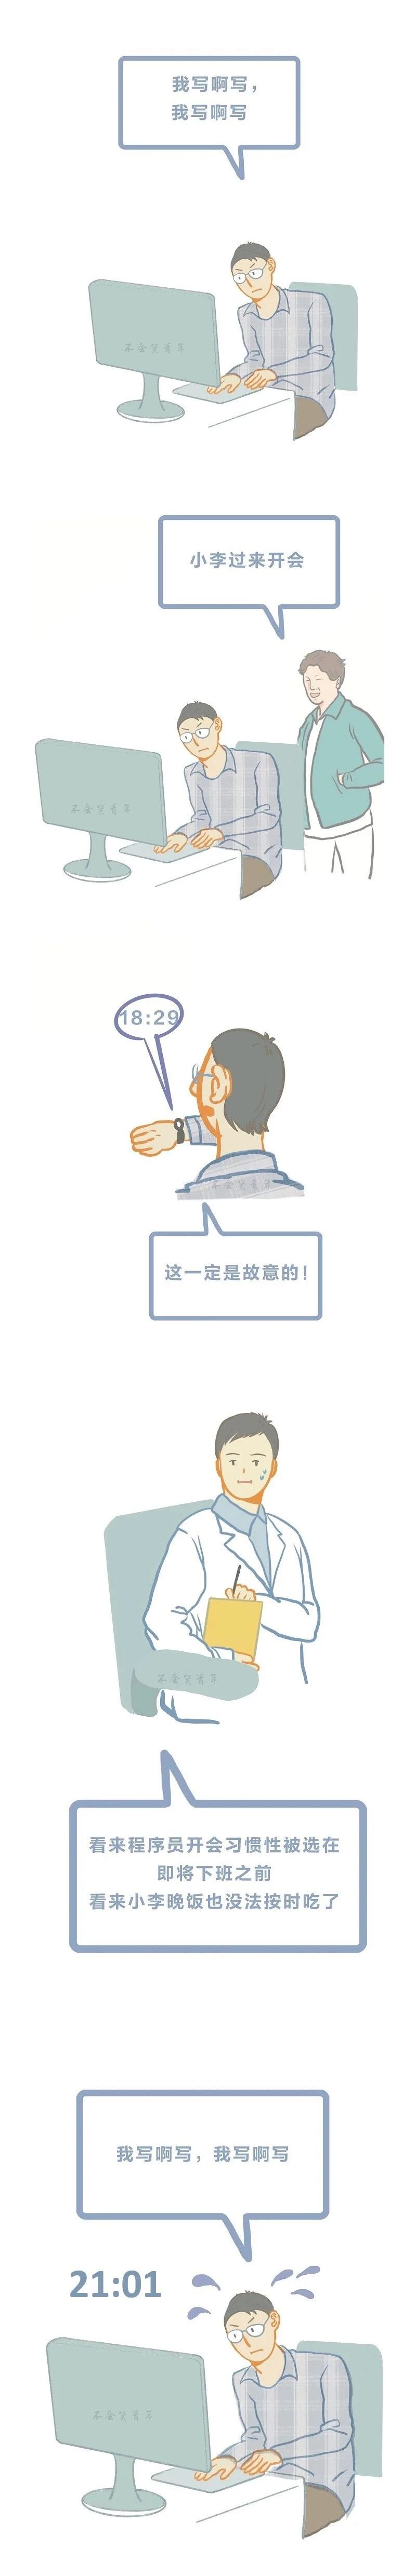 我写啊写，
我写啊写
小李过来开会
18:29
这一定是故意的！
看来程序员开会习惯性被选在
即将下班之前
看来小李晚饭也没法按时吃了
我写啊写，我写啊写
21:01